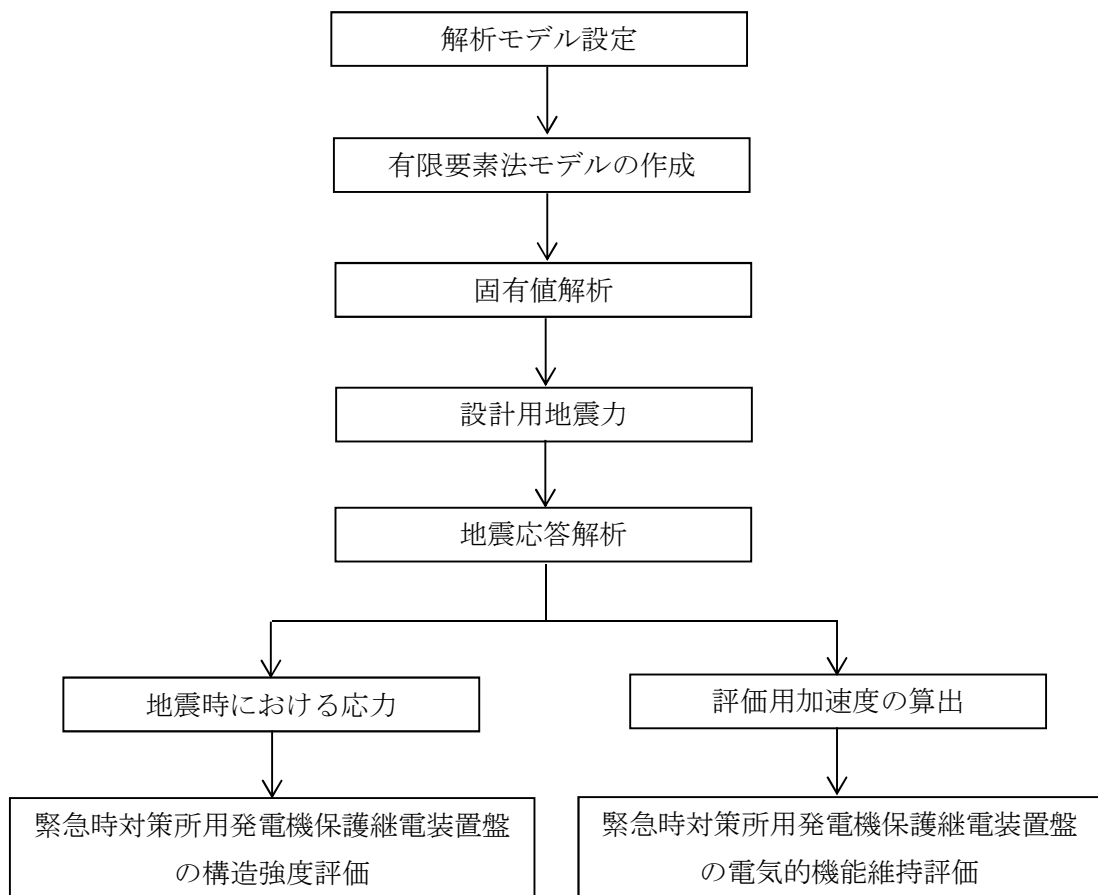 解析モデル設定
有限要素法モデルの作成
固有値解析
設計用地震力
地震応答解析
地震時における応力
評価用加速度の算出
緊急時対策所用発電機保護継電装置盤
の構造強度評価
緊急時対策所用発電機保護継電装置盤
の電気的機能維持評価